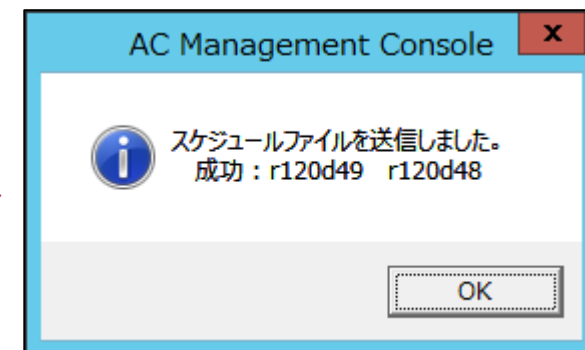 AC Management Console
x
スケジュールファイルを送信しました。
成功：r120d49　r120d48
OK